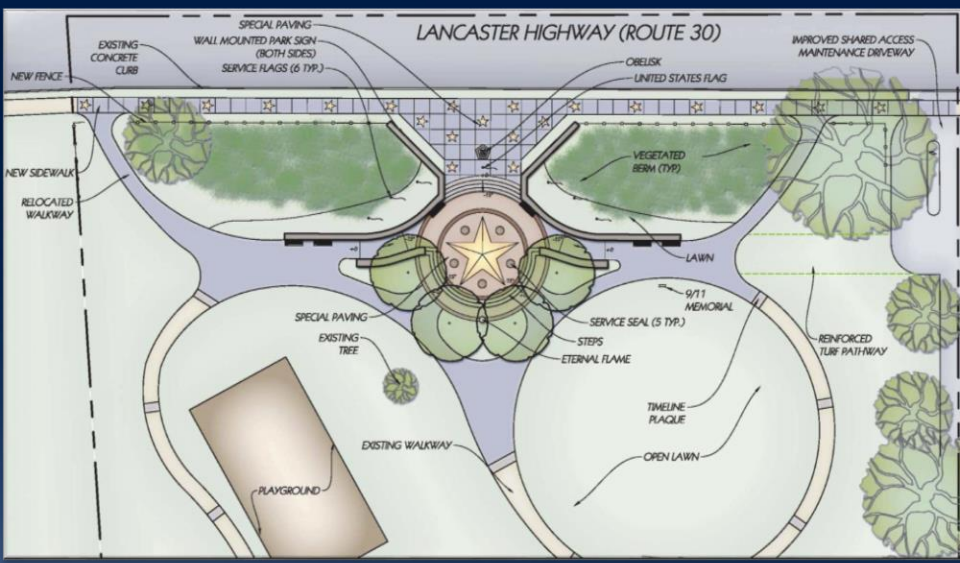 LANCASTER HIGHWAY (ROUTE 30)
SPECIAL PAVING
WALL MOUNTED PARK SIGN
(BOTH SIDES)
SERVICE FLAGS (6 TYP.)
EXISTING
CONCRETE
CURB
NEW FENCE
OBELISK
UNITED STATES FLAG
IMPROVED SHARED ACCESS
MAINTENANCE DRIVEWAY
NEW SIDEWALK
RELOCATED
WALKWAY
VEGETATED
BERM (TYP.)
LAWN
9/11
MEMORIAL
SPECIAL PAVING
EXISTING
TREE
SERVICE SEAL (5 TYP.)
STEPS
ETERNAL FLAME
REINFORCED
TURF PATHWAY
TIMELINE
PLAQUE
EXISTING WALKWAY
OPEN LAWN
PLAYGROUND